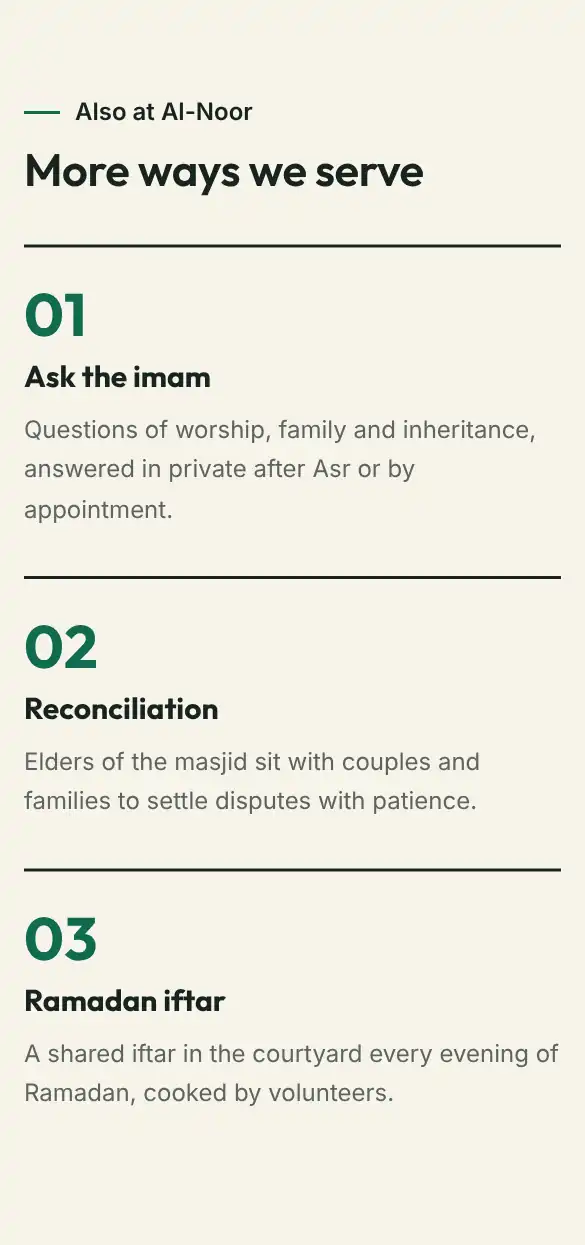 Also at Al-Noor
More ways we serve
01
Ask the imam
Questions of worship, family and inheritance,
answered in private after Asr or by
appointment.
02
Reconciliation
Elders of the masjid sit with couples and
families to settle disputes with patience.
03
Ramadan iftar
A shared iftar in the courtyard every evening of
Ramadan, cooked by volunteers.